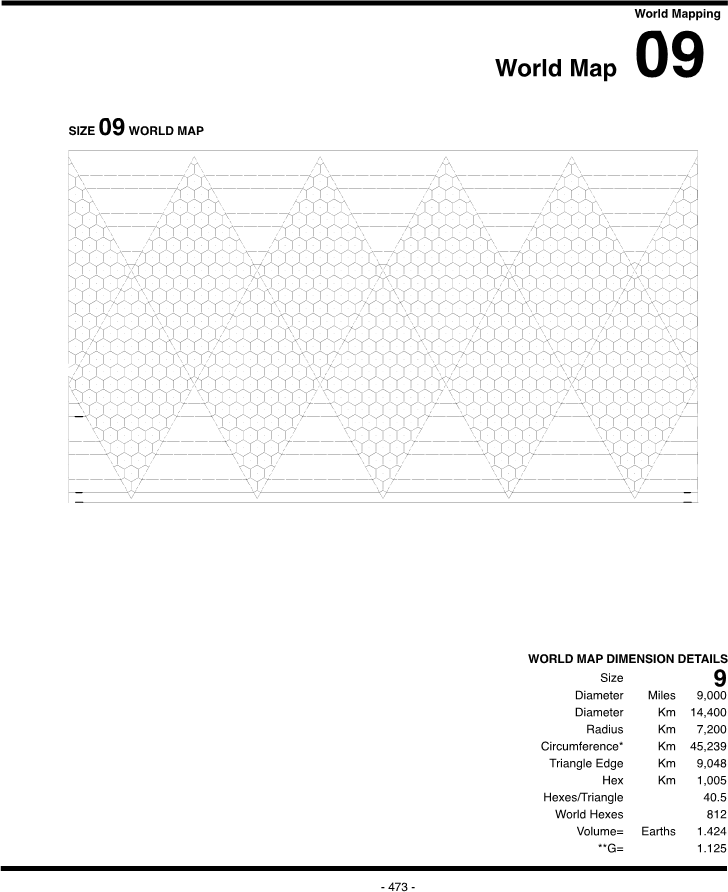 World Mapping
World Map 09
SIZE 09 WORLD MAP
WORLD MAP DIMENSION DETAILS
Size 9
Diameter Miles 9,000
Diameter Km 14,400
Radius Km 7,200
Circumference* Km 45,239
Triangle Edge Km 9,048
Hex Km 1,005
Hexes/Triangle 40.5
World Hexes 812
Volume= Earths 1.424
**G= 1.125
- 473 -